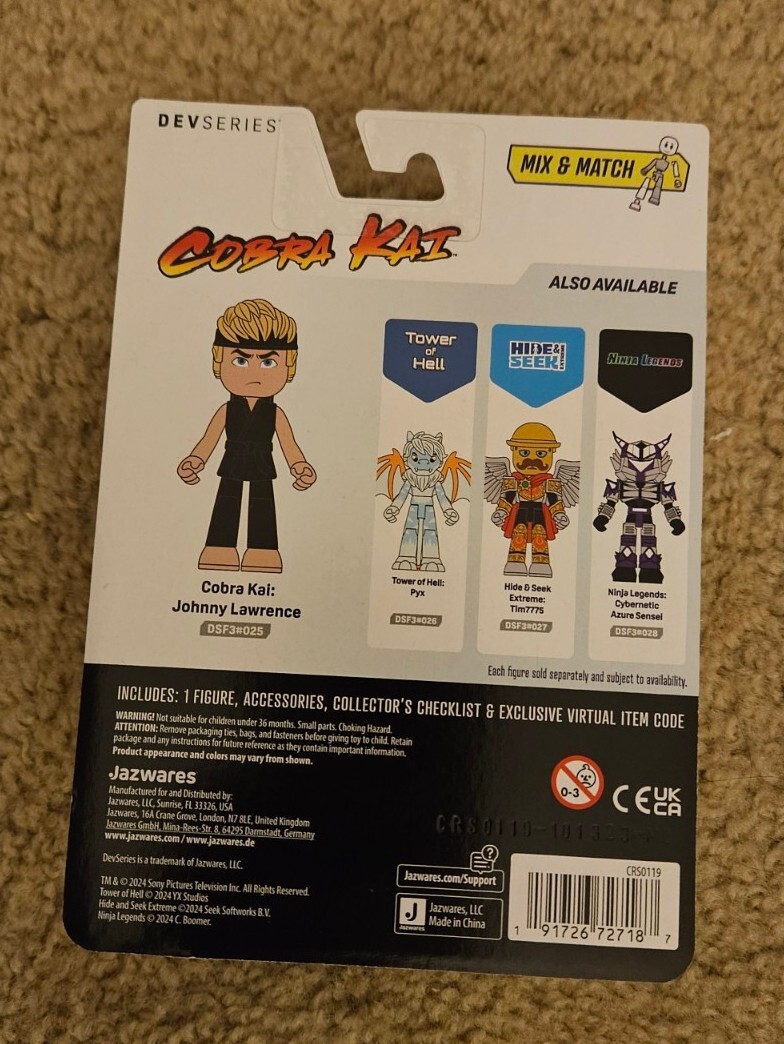 DEVSERIES
MIX & MATCH
COBRA KAI™
ALSO AVAILABLE
Tower
of
Hell
HIDE &
SEEK!
EXTREME
NINJA LEGENDS
Cobra Kai:
Johnny Lawrence
DSF3#025
Tower of Hell:
Pyx
DSF3#026
Hide & Seek
Extreme:
Tim7775
DSF3#027
Ninja Legends:
Cybernetic
Azure Sensei
DSF3#028
Each figure sold separately and subject to availability.
INCLUDES: 1 FIGURE, ACCESSORIES, COLLECTOR'S CHECKLIST & EXCLUSIVE VIRTUAL ITEM CODE
WARNING! Not suitable for children under 36 months. Small parts. Choking Hazard.
ATTENTION: Remove packaging ties, bags, and fasteners before giving toy to child. Retain
package and any instructions for future reference as they contain important information.
Product appearance and colors may vary from shown.
Jazwares
Manufactured for and Distributed by:
Jazwares, LLC, Sunrise, FL 33326, USA
Jazwares, 16A Crane Grove, London, N7 8LE, United Kingdom
Jazwares GmbH, Mina-Rees-Str. 8, 64295 Darmstadt, Germany
www.jazwares.com / www.jazwares.de
DevSeries is a trademark of Jazwares, LLC.
TM & © 2024 Sony Pictures Television Inc. All Rights Reserved.
Tower of Hell © 2024 YX Studios
Hide and Seek Extreme ©2024 Seek Softworks B.V.
Ninja Legends © 2024 C. Boomer.
0-3
CE
UK
CA
?
Jazwares.com/Support
J
Jazwares
Jazwares, LLC
Made in China
CRS0119
1 91726 72718 7